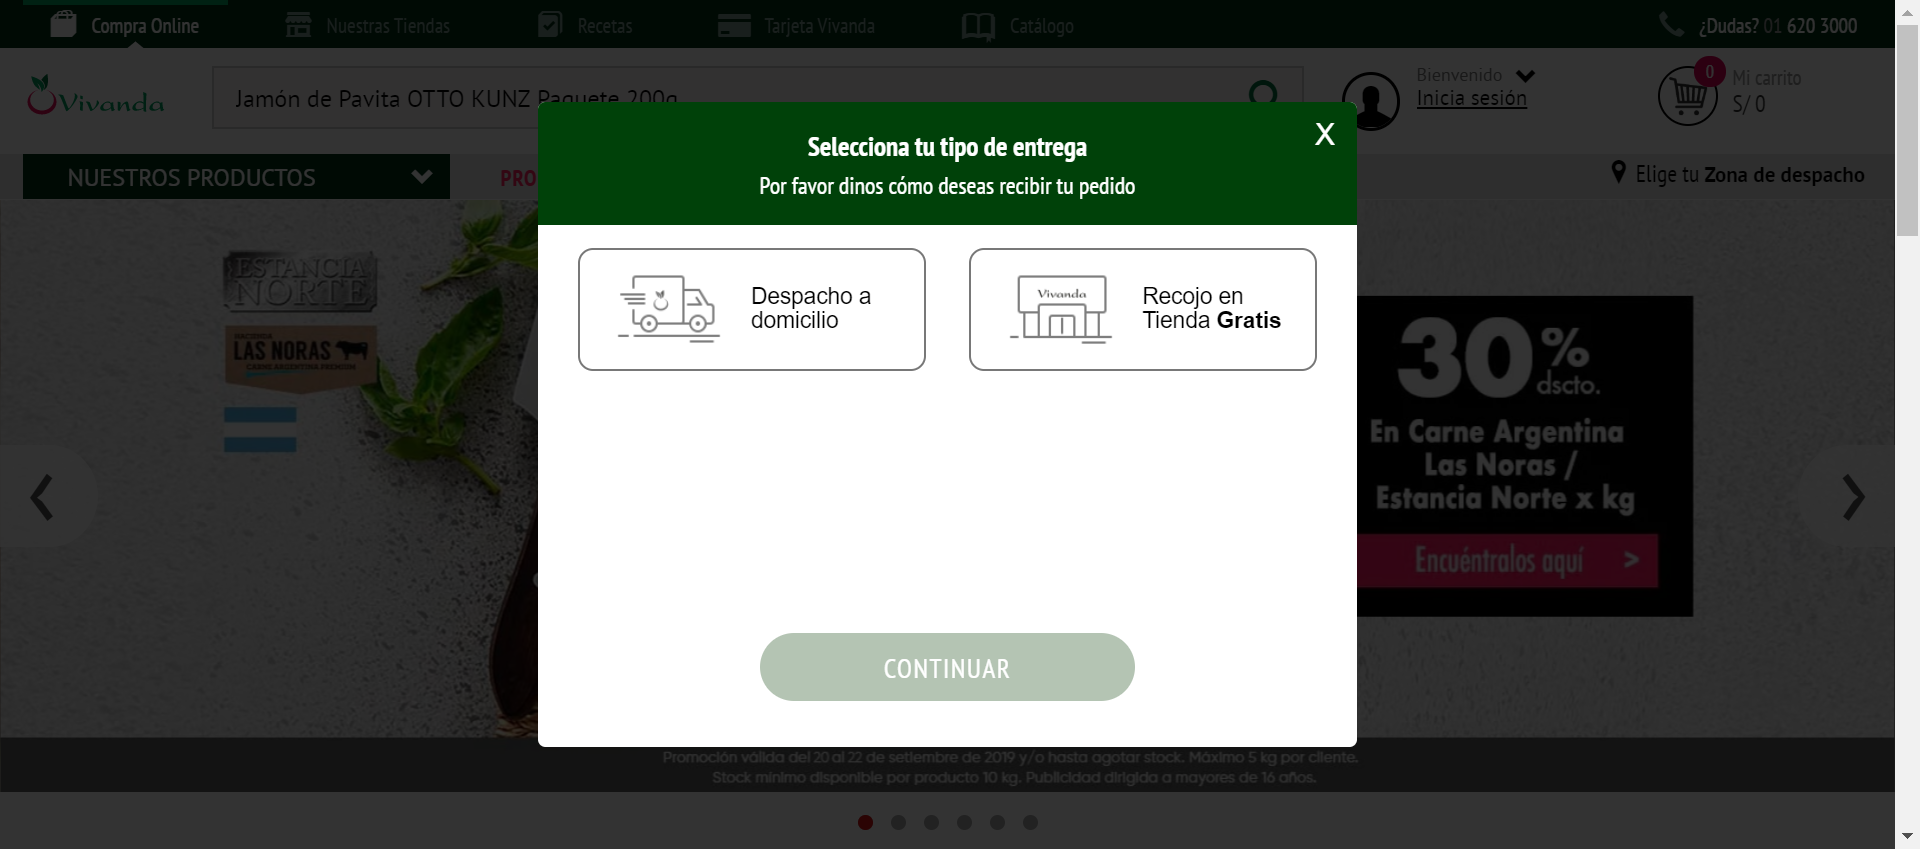 Compra Online
Nuestras Tiendas
Recetas
Tarjeta Vivanda
Catálogo
¿Dudas? 01 620 3000
Vivanda
Jamón de Pavita OTTO KUNZ Paquete 200g
Bienvenido
Inicia sesión
0
Mi carrito
S/ 0
NUESTROS PRODUCTOS
PRO
Elige tu Zona de despacho
Selecciona tu tipo de entrega
X
Por favor dinos cómo deseas recibir tu pedido
Despacho a
domicilio
Vivanda
Recojo en
Tienda Gratis
CONTINUAR
ESTANCIA
NORTE
HACIENDA
LAS NORAS
CARNE ARGENTINA PREMIUM
30%
dscto.
En Carne Argentina
Las Noras /
Estancia Norte x kg
Encuéntralos aquí >
Promoción válida del 20 al 22 de setiembre de 2019 y/o hasta agotar stock. Máximo 5 kg por cliente.
Stock mínimo disponible por producto 10 kg. Publicidad dirigida a mayores de 16 años.